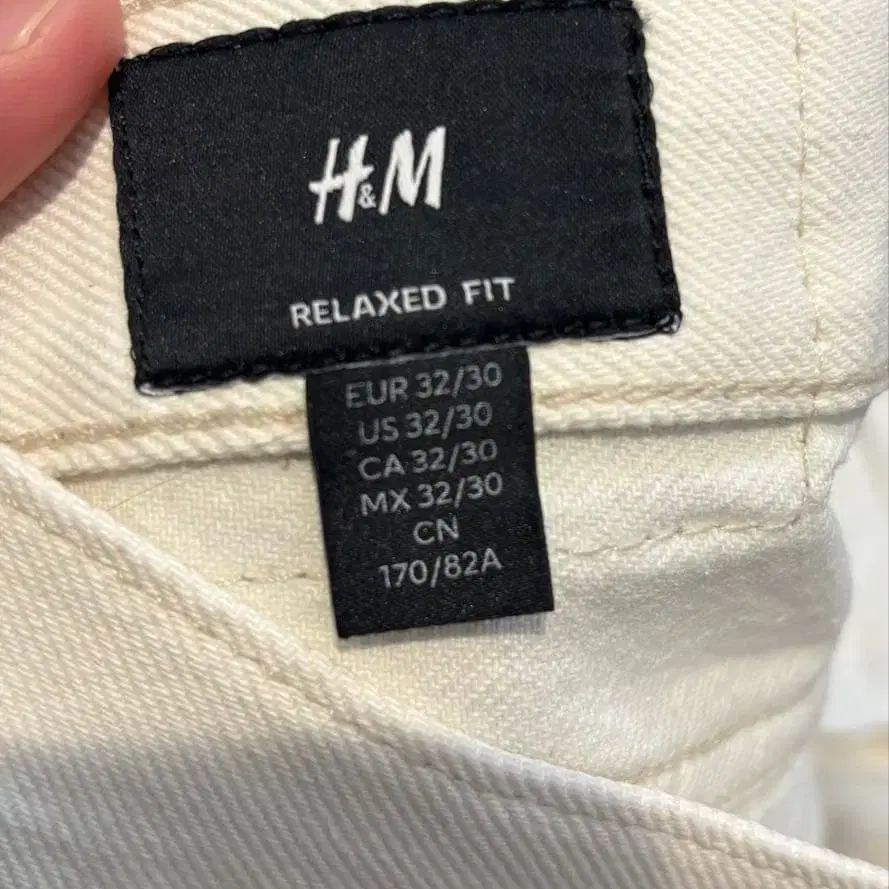 H&M
RELAXED FIT
EUR 32/30
US 32/30
CA 32/30
MX 32/30
CN
170/82A